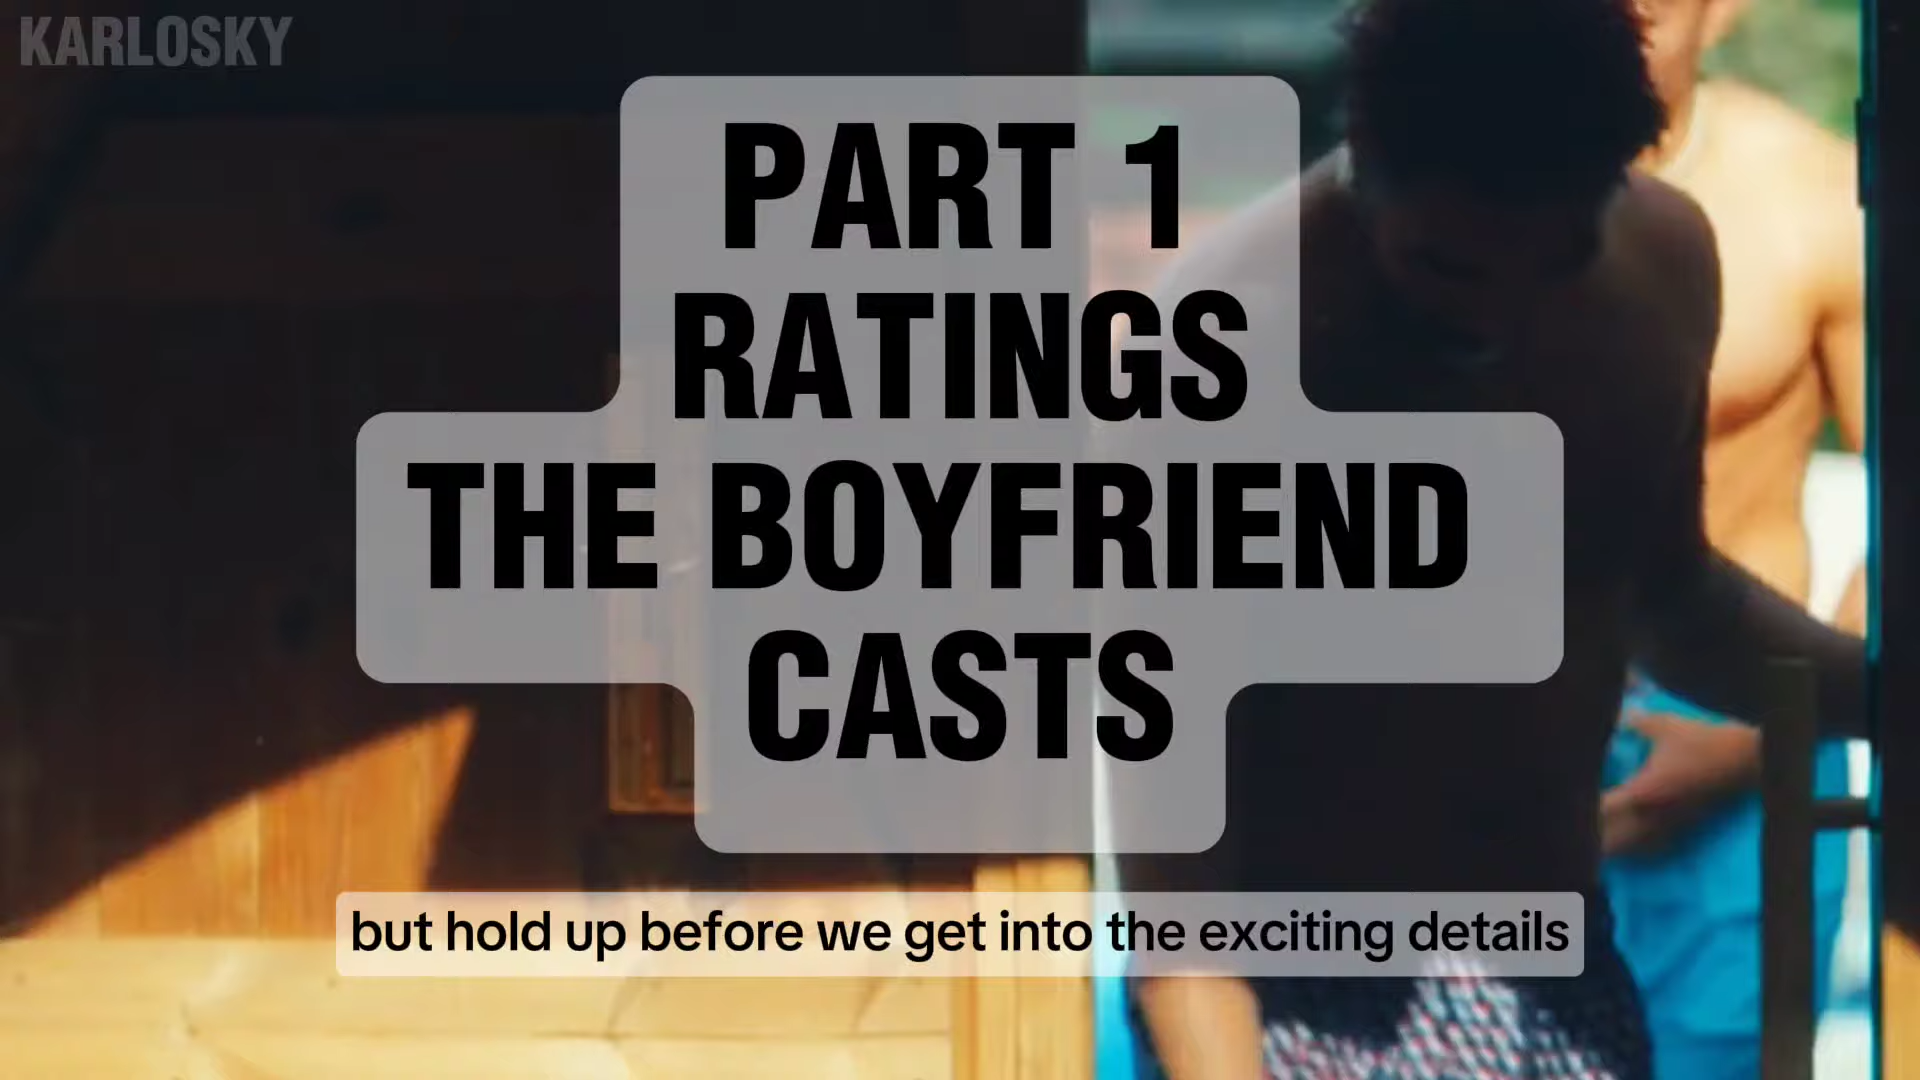 KARLOSKY
PART 1
RATINGS
THE BOYFRIEND
CASTS
but hold up before we get into the exciting details